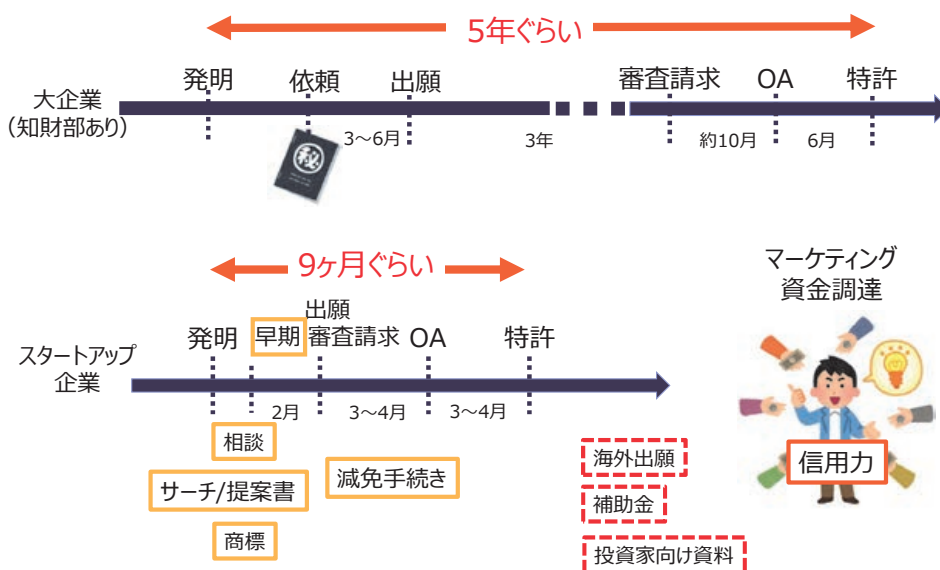 5年ぐらい
発明
依頼
出願
審査請求
OA
特許
大企業
（知財部あり）
3～6月
3年
約10月
6月
㊙
9ヶ月ぐらい
マーケティング
資金調達
出願
発明
早期
審査請求
OA
特許
スタートアップ
企業
2月
3～4月
3～4月
相談
サーチ/提案書
減免手続き
商標
海外出願
補助金
投資家向け資料
信用力